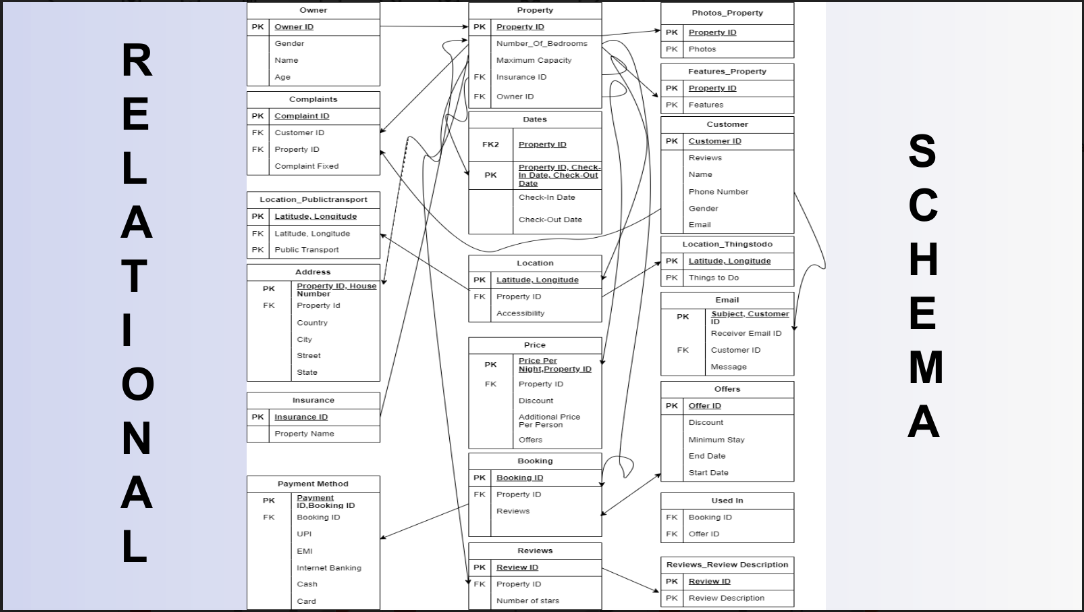 RELATIONAL
Owner
PK Owner ID
Gender
Name
Age
Complaints
PK Complaint ID
FK Customer ID
FK Property ID
Complaint Fixed
Location_Publictransport
PK Latitude, Longitude
FK Latitude, Longitude
PK Public Transport
Address
PK Property ID, House
Number
FK Property Id
Country
City
Street
State
Insurance
PK Insurance ID
Property Name
Payment Method
PK Payment
ID,Booking ID
FK Booking ID
UPI
EMI
Internet Banking
Cash
Card
Property
PK Property ID
Number_Of_Bedrooms
Maximum Capacity
FK Insurance ID
FK Owner ID
Dates
FK2 Property ID
PK Property ID, Check-
In Date, Check-Out
Date
Check-In Date
Check-Out Date
Location
PK Latitude, Longitude
FK Property ID
Accessibility
Price
PK Price Per
Night,Property ID
FK Property ID
Discount
Additional Price
Per Person
Offers
Booking
PK Booking ID
FK Property ID
Reviews
Reviews
PK Review ID
FK Property ID
Number of stars
Photos_Property
PK Property ID
PK Photos
Features_Property
PK Property ID
PK Features
Customer
PK Customer ID
Reviews
Name
Phone Number
Gender
Email
Location_Thingstodo
PK Latitude, Longitude
PK Things to Do
Email
PK Subject, Customer
ID
Receiver Email ID
FK Customer ID
Message
Offers
PK Offer ID
Discount
Minimum Stay
End Date
Start Date
Used In
FK Booking ID
FK Offer ID
Reviews_Review Description
PK Review ID
PK Review Description
SCHEMA